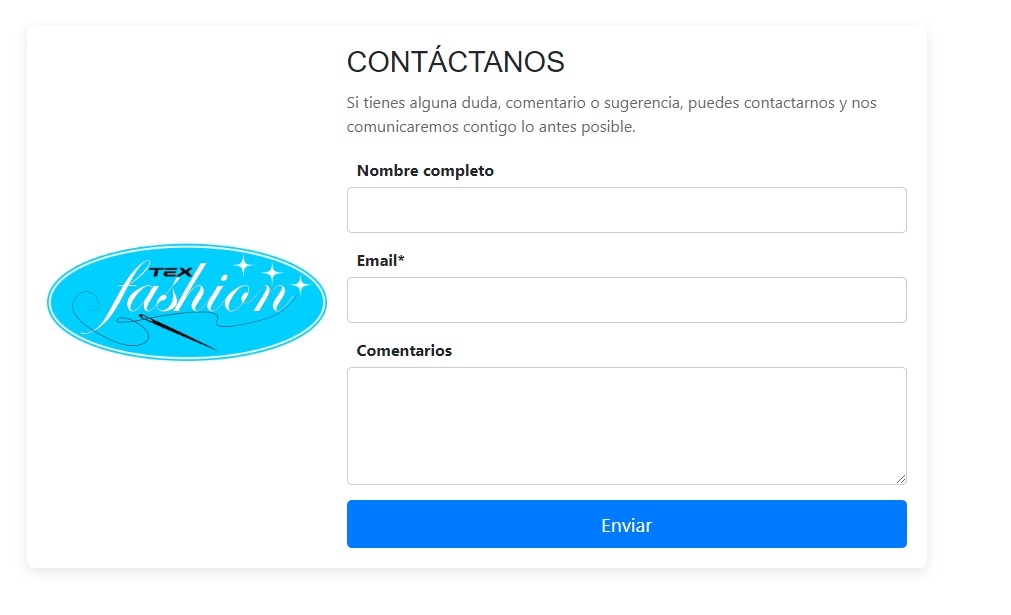 CONTÁCTANOS
Si tienes alguna duda, comentario o sugerencia, puedes contactarnos y nos
comunicaremos contigo lo antes posible.
Nombre completo
Email*
Comentarios
Enviar
TEX
fashion